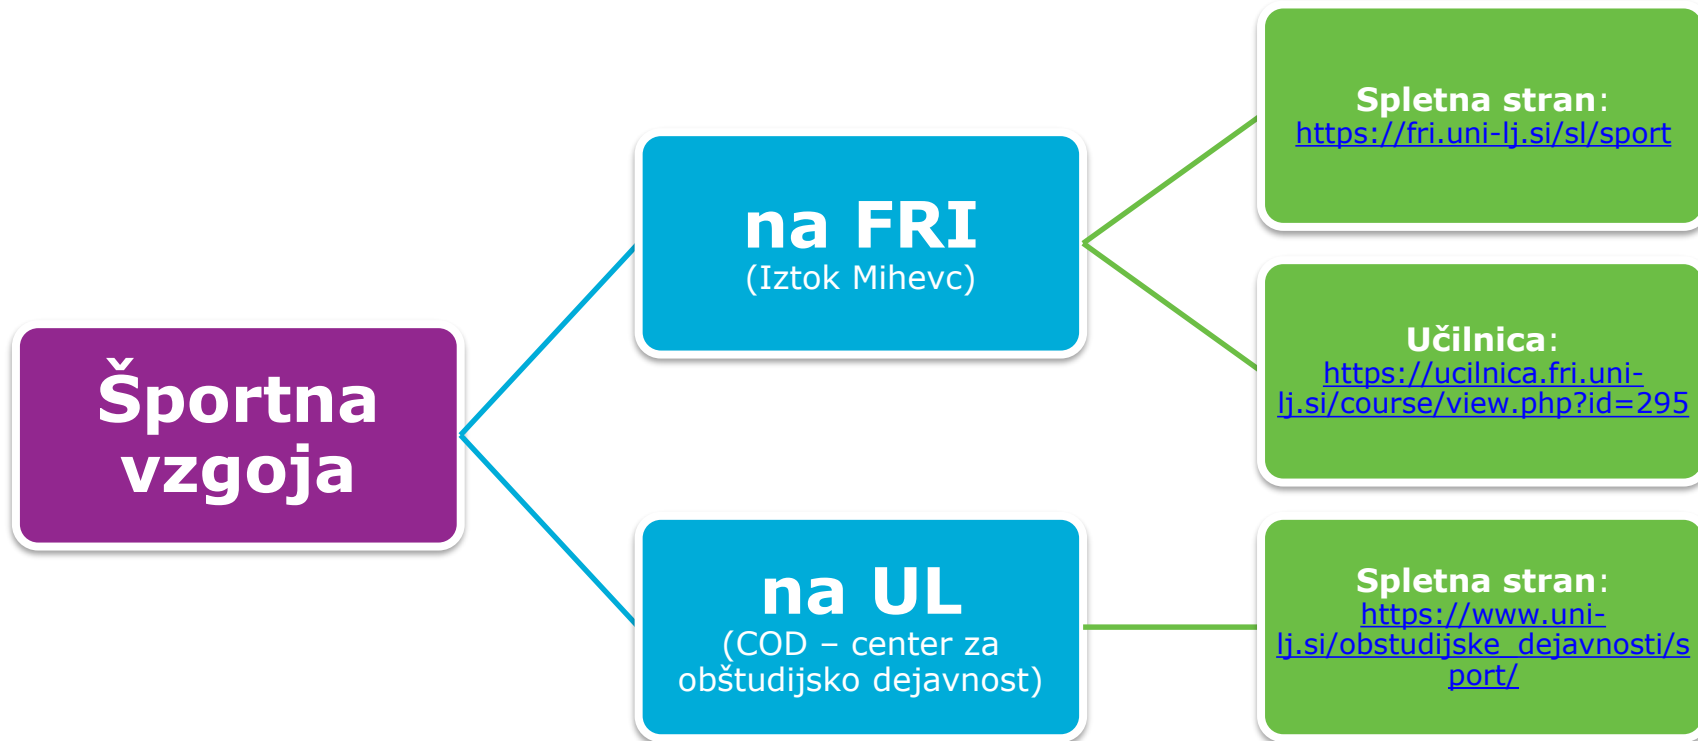 Športna
vzgoja
na FRI
(Iztok Mihevc)
na UL
(COD – center za
obštudijsko dejavnost)
Spletna stran:
https://fri.uni-lj.si/sl/sport
Učilnica:
https://ucilnica.fri.uni-
lj.si/course/view.php?id=295
Spletna stran:
https://www.uni-
lj.si/obstudijske_dejavnosti/s
port/